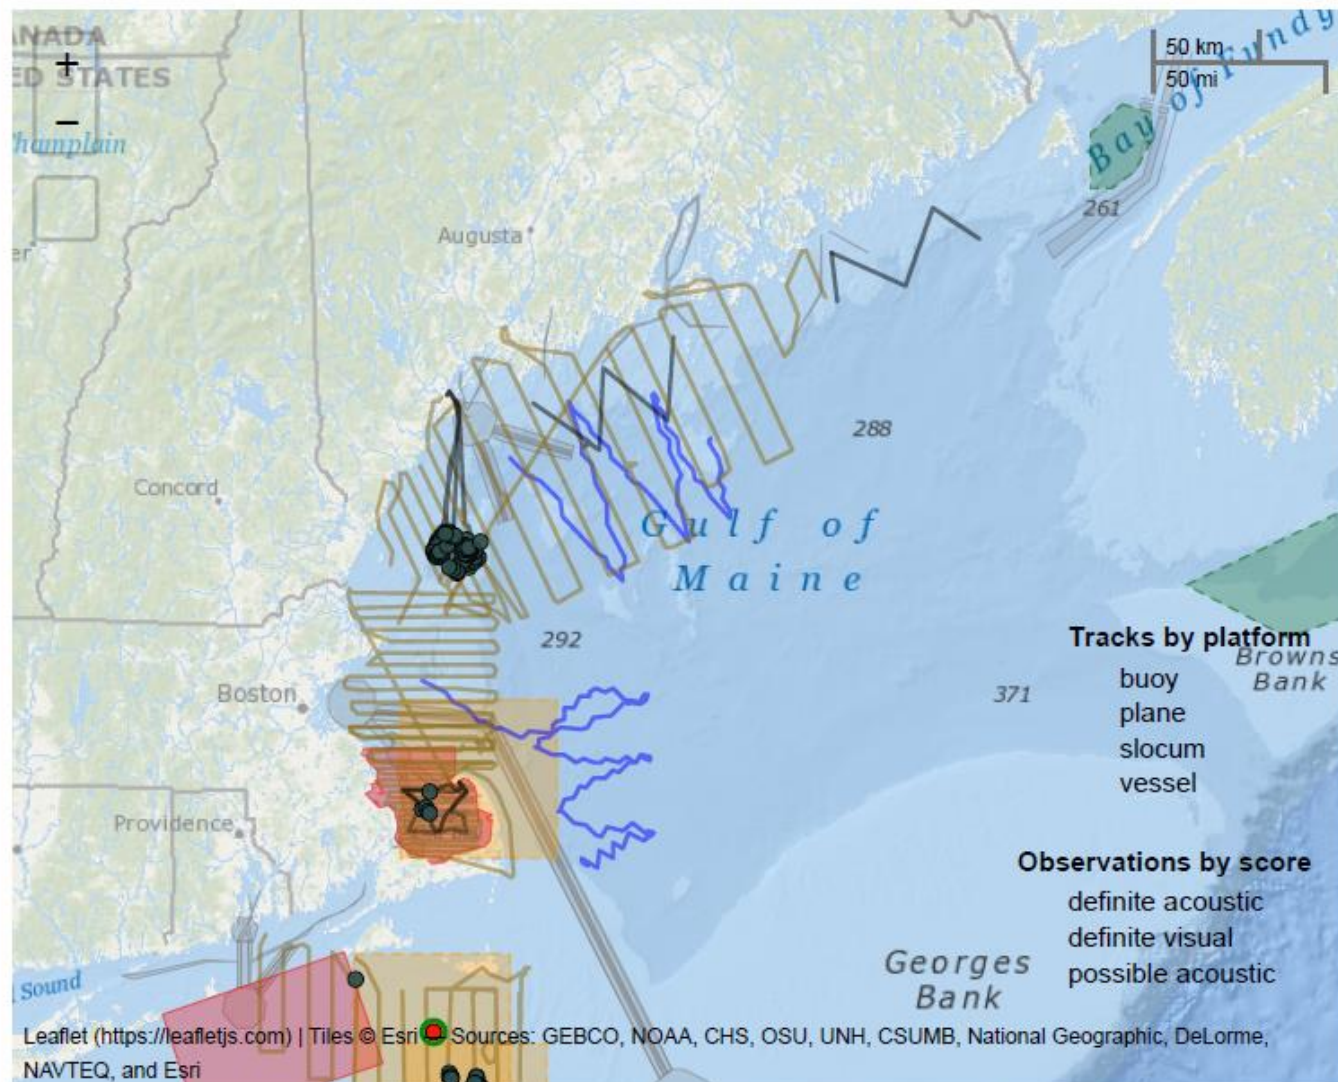 ANADA
ED STATES
+
−
Champlain
er
Augusta
Concord
Boston
Providence
Sound
50 km
50 mi
Bay of Fundy
261
288
Gulf of
Maine
292
371
Tracks by platform
buoy
plane
slocum
vessel
Browns
Bank
Observations by score
definite acoustic
definite visual
possible acoustic
Georges
Bank
Leaflet (https://leafletjs.com) | Tiles © Esri — Sources: GEBCO, NOAA, CHS, OSU, UNH, CSUMB, National Geographic, DeLorme,
NAVTEQ, and Esri